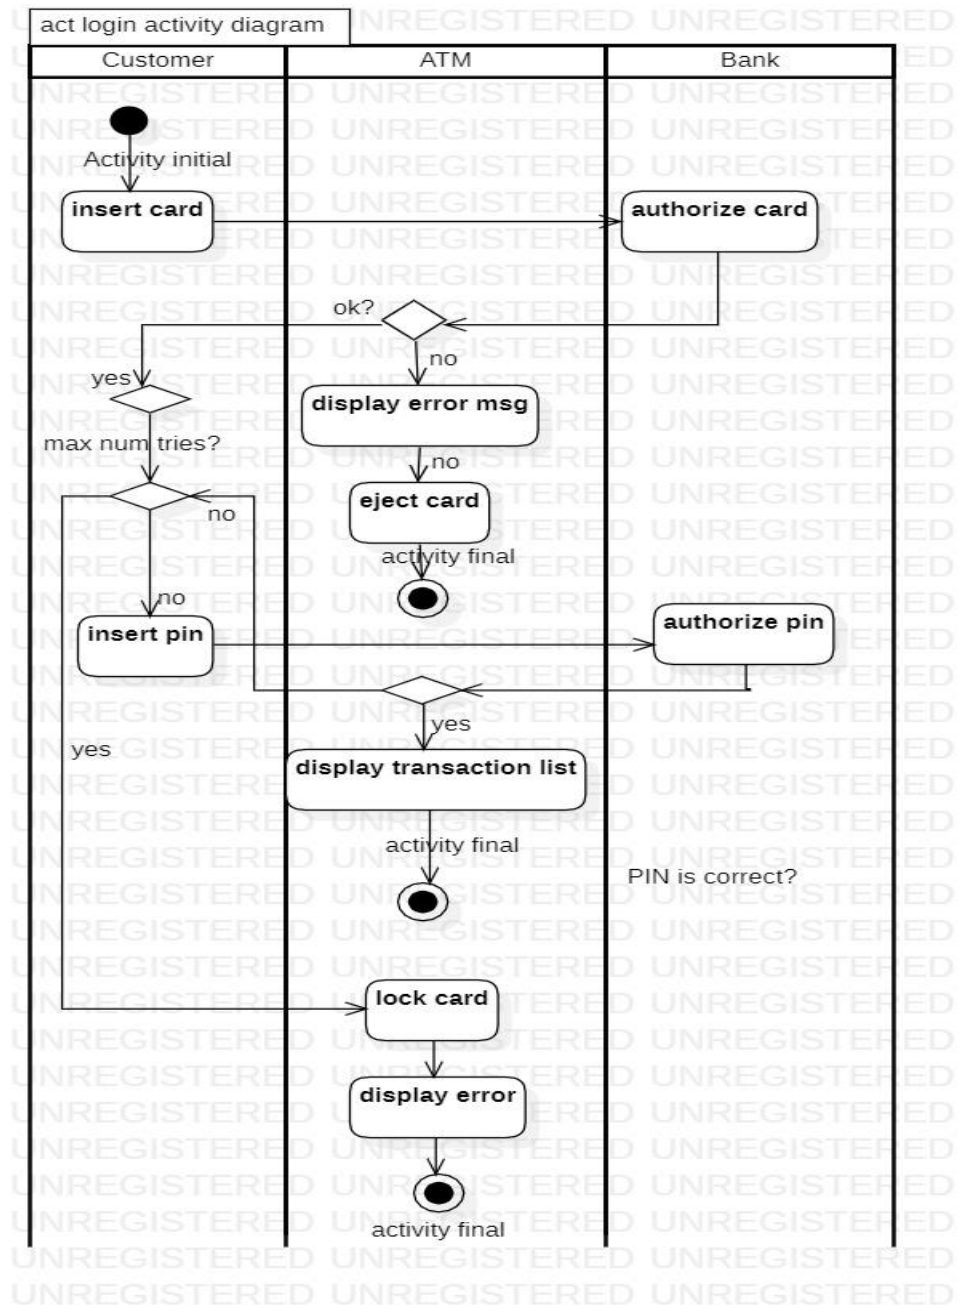 act login activity diagram
Customer ATM Bank
Activity initial
insert card authorize card
ok?
no
yes
display error msg
max num tries?
no
eject card
no
activity final
no
insert pin authorize pin
yes
yes
display transaction list
activity final
PIN is correct?
lock card
display error
activity final
UNREGISTERED